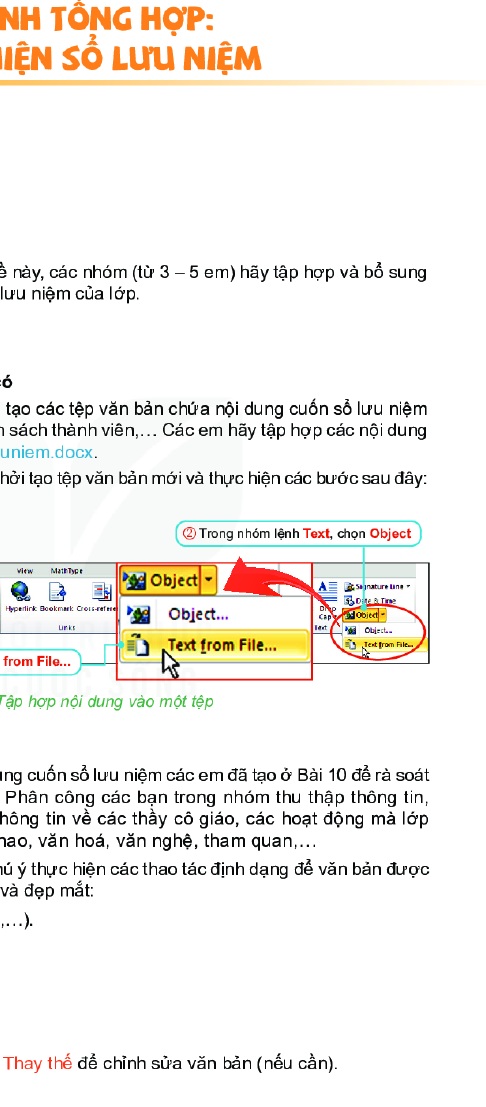 NH TỔNG HỢP:
IỆN SỔ LƯU NIỆM
ề này, các nhóm (từ 3 – 5 em) hãy tập hợp và bổ sung
lưu niệm của lớp.
có
tạo các tệp văn bản chứa nội dung cuốn sổ lưu niệm
h sách thành viên,... Các em hãy tập hợp các nội dung
uniem.docx.
hởi tạo tệp văn bản mới và thực hiện các bước sau đây:
② Trong nhóm lệnh Text, chọn Object
View MathType
Hyperlink Bookmark Cross-refere
Links
Object
Object...
Text from File...
Signature Line
Date & Time
Drop
Cap
Object
Text
Object...
Text from File...
from File...
Tập hợp nội dung vào một tệp
ung cuốn sổ lưu niệm các em đã tạo ở Bài 10 để rà soát
Phân công các bạn trong nhóm thu thập thông tin,
hông tin về các thầy cô giáo, các hoạt động mà lớp
hao, văn hoá, văn nghệ, tham quan,...
hú ý thực hiện các thao tác định dạng để văn bản được
và đẹp mắt:
,...).
Thay thế để chỉnh sửa văn bản (nếu cần).